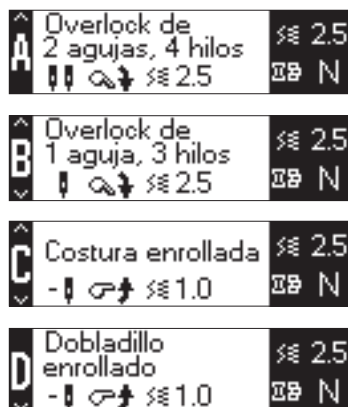 A
Overlock de
2 agujas, 4 hilos
2.5
2.5
N
B
Overlock de
1 aguja, 3 hilos
2.5
2.5
N
C
Costura enrollada
1.0
2.5
N
D
Dobladillo
enrollado
-
1.0
2.5
N